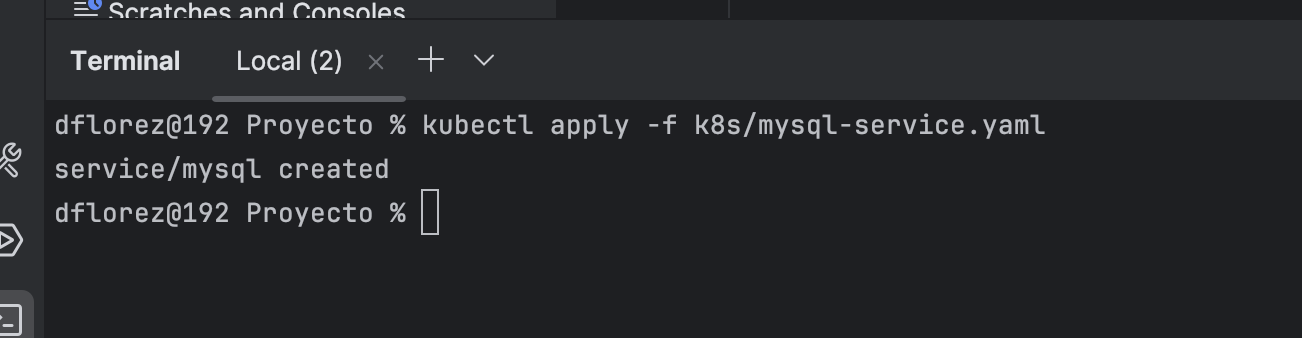 Scratches and Consoles
Terminal Local (2)
dflorez@192 Proyecto % kubectl apply -f k8s/mysql-service.yaml
service/mysql created
dflorez@192 Proyecto %